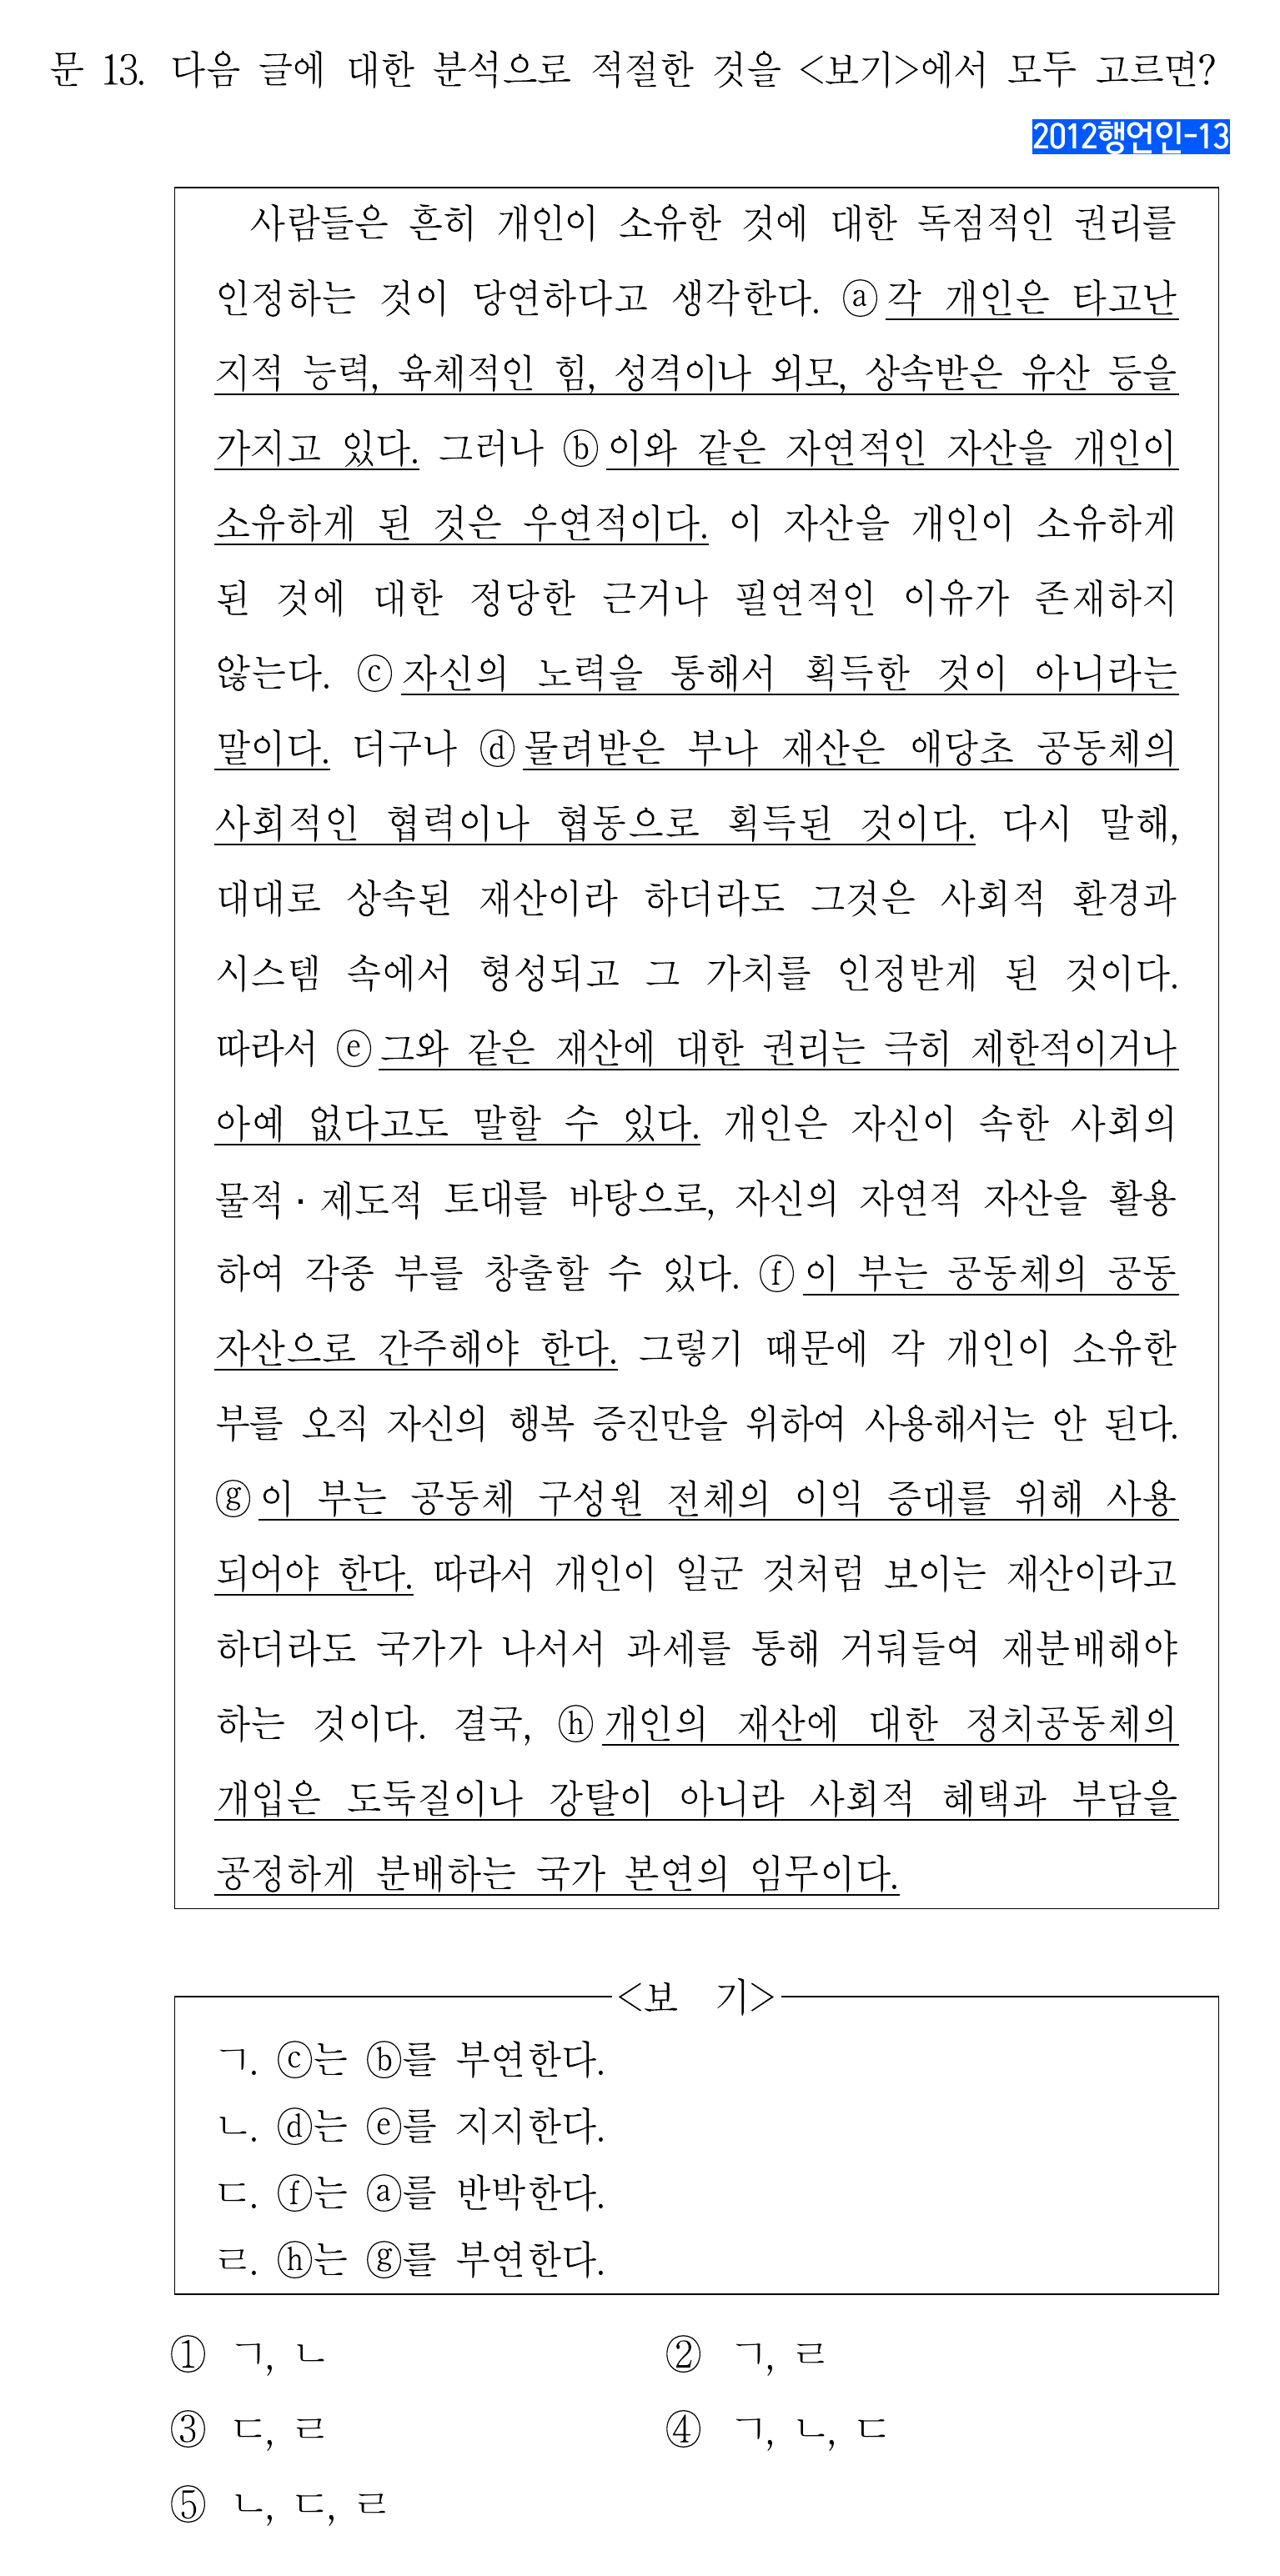 문 13. 다음 글에 대한 분석으로 적절한 것을 <보기>에서 모두 고르면?
2012행언인-13
사람들은 흔히 개인이 소유한 것에 대한 독점적인 권리를
인정하는 것이 당연하다고 생각한다. ⓐ각 개인은 타고난
지적 능력, 육체적인 힘, 성격이나 외모, 상속받은 유산 등을
가지고 있다. 그러나 ⓑ이와 같은 자연적인 자산을 개인이
소유하게 된 것은 우연적이다. 이 자산을 개인이 소유하게
된 것에 대한 정당한 근거나 필연적인 이유가 존재하지
않는다. ⓒ자신의 노력을 통해서 획득한 것이 아니라는
말이다. 더구나 ⓓ물려받은 부나 재산은 애당초 공동체의
사회적인 협력이나 협동으로 획득된 것이다. 다시 말해,
대대로 상속된 재산이라 하더라도 그것은 사회적 환경과
시스템 속에서 형성되고 그 가치를 인정받게 된 것이다.
따라서 ⓔ그와 같은 재산에 대한 권리는 극히 제한적이거나
아예 없다고도 말할 수 있다. 개인은 자신이 속한 사회의
물적·제도적 토대를 바탕으로, 자신의 자연적 자산을 활용
하여 각종 부를 창출할 수 있다. ⓕ이 부는 공동체의 공동
자산으로 간주해야 한다. 그렇기 때문에 각 개인이 소유한
부를 오직 자신의 행복 증진만을 위하여 사용해서는 안 된다.
ⓖ이 부는 공동체 구성원 전체의 이익 증대를 위해 사용
되어야 한다. 따라서 개인이 일군 것처럼 보이는 재산이라고
하더라도 국가가 나서서 과세를 통해 거둬들여 재분배해야
하는 것이다. 결국, ⓗ개인의 재산에 대한 정치공동체의
개입은 도둑질이나 강탈이 아니라 사회적 혜택과 부담을
공정하게 분배하는 국가 본연의 임무이다.
<보 기>
ㄱ. ⓒ는 ⓑ를 부연한다.
ㄴ. ⓓ는 ⓔ를 지지한다.
ㄷ. ⓕ는 ⓐ를 반박한다.
ㄹ. ⓗ는 ⓖ를 부연한다.
① ㄱ, ㄴ ② ㄱ, ㄹ
③ ㄷ, ㄹ ④ ㄱ, ㄴ, ㄷ
⑤ ㄴ, ㄷ, ㄹ